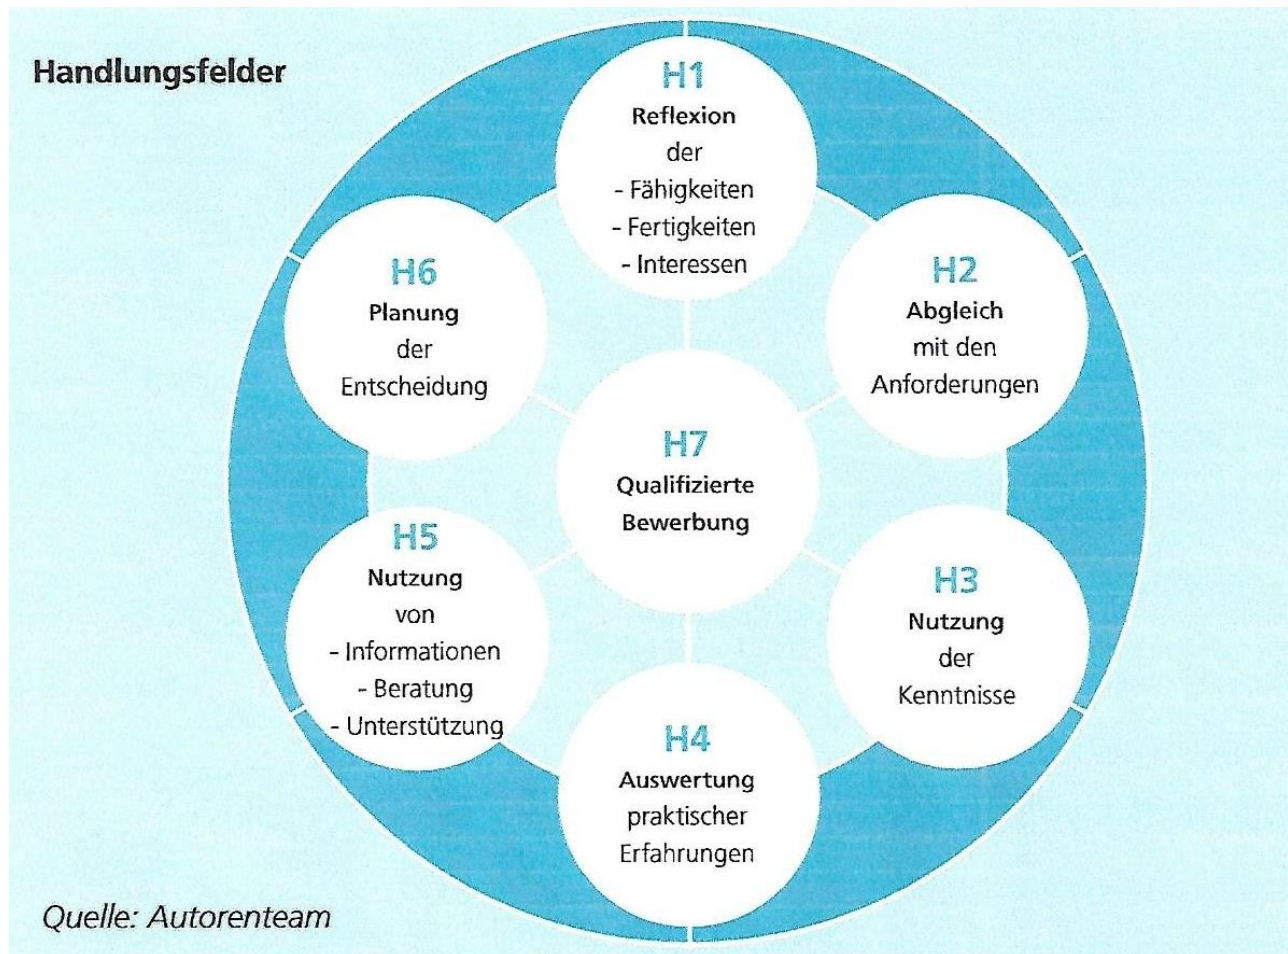 Handlungsfelder
H1
Reflexion
der
- Fähigkeiten
- Fertigkeiten
- Interessen
H2
Abgleich
mit den
Anforderungen
H3
Nutzung
der
Kenntnisse
H4
Auswertung
praktischer
Erfahrungen
H5
Nutzung
von
- Informationen
- Beratung
- Unterstützung
H6
Planung
der
Entscheidung
H7
Qualifizierte
Bewerbung
Quelle: Autorenteam